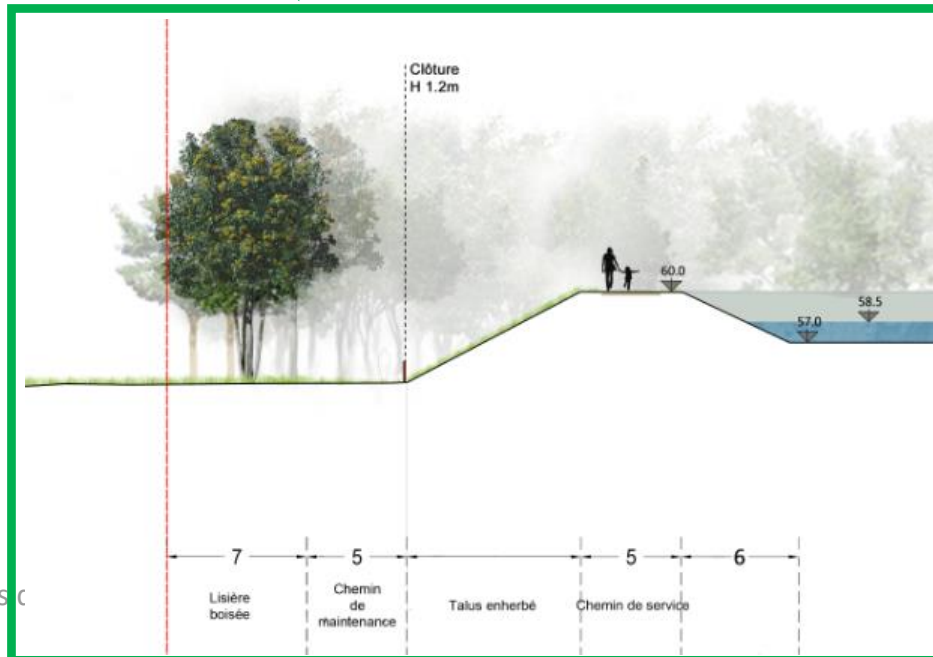 Clôture
H 1.2m
60.0
58.5
57.0
7
5
5
6
Lisière
boisée
Chemin
de
maintenance
Talus enherbé
Chemin de service